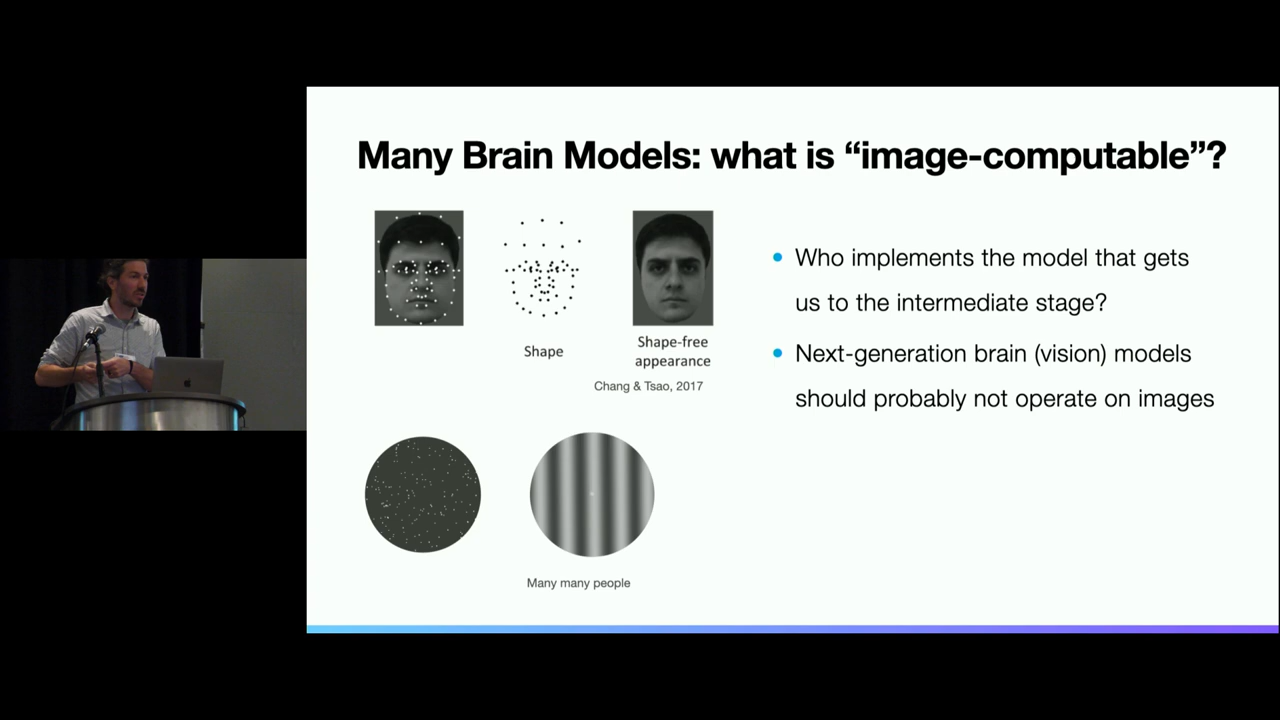 Many Brain Models: what is “image-computable”?
Shape
Shape-free
appearance
Chang & Tsao, 2017
Many many people
• Who implements the model that gets
us to the intermediate stage?
• Next-generation brain (vision) models
should probably not operate on images